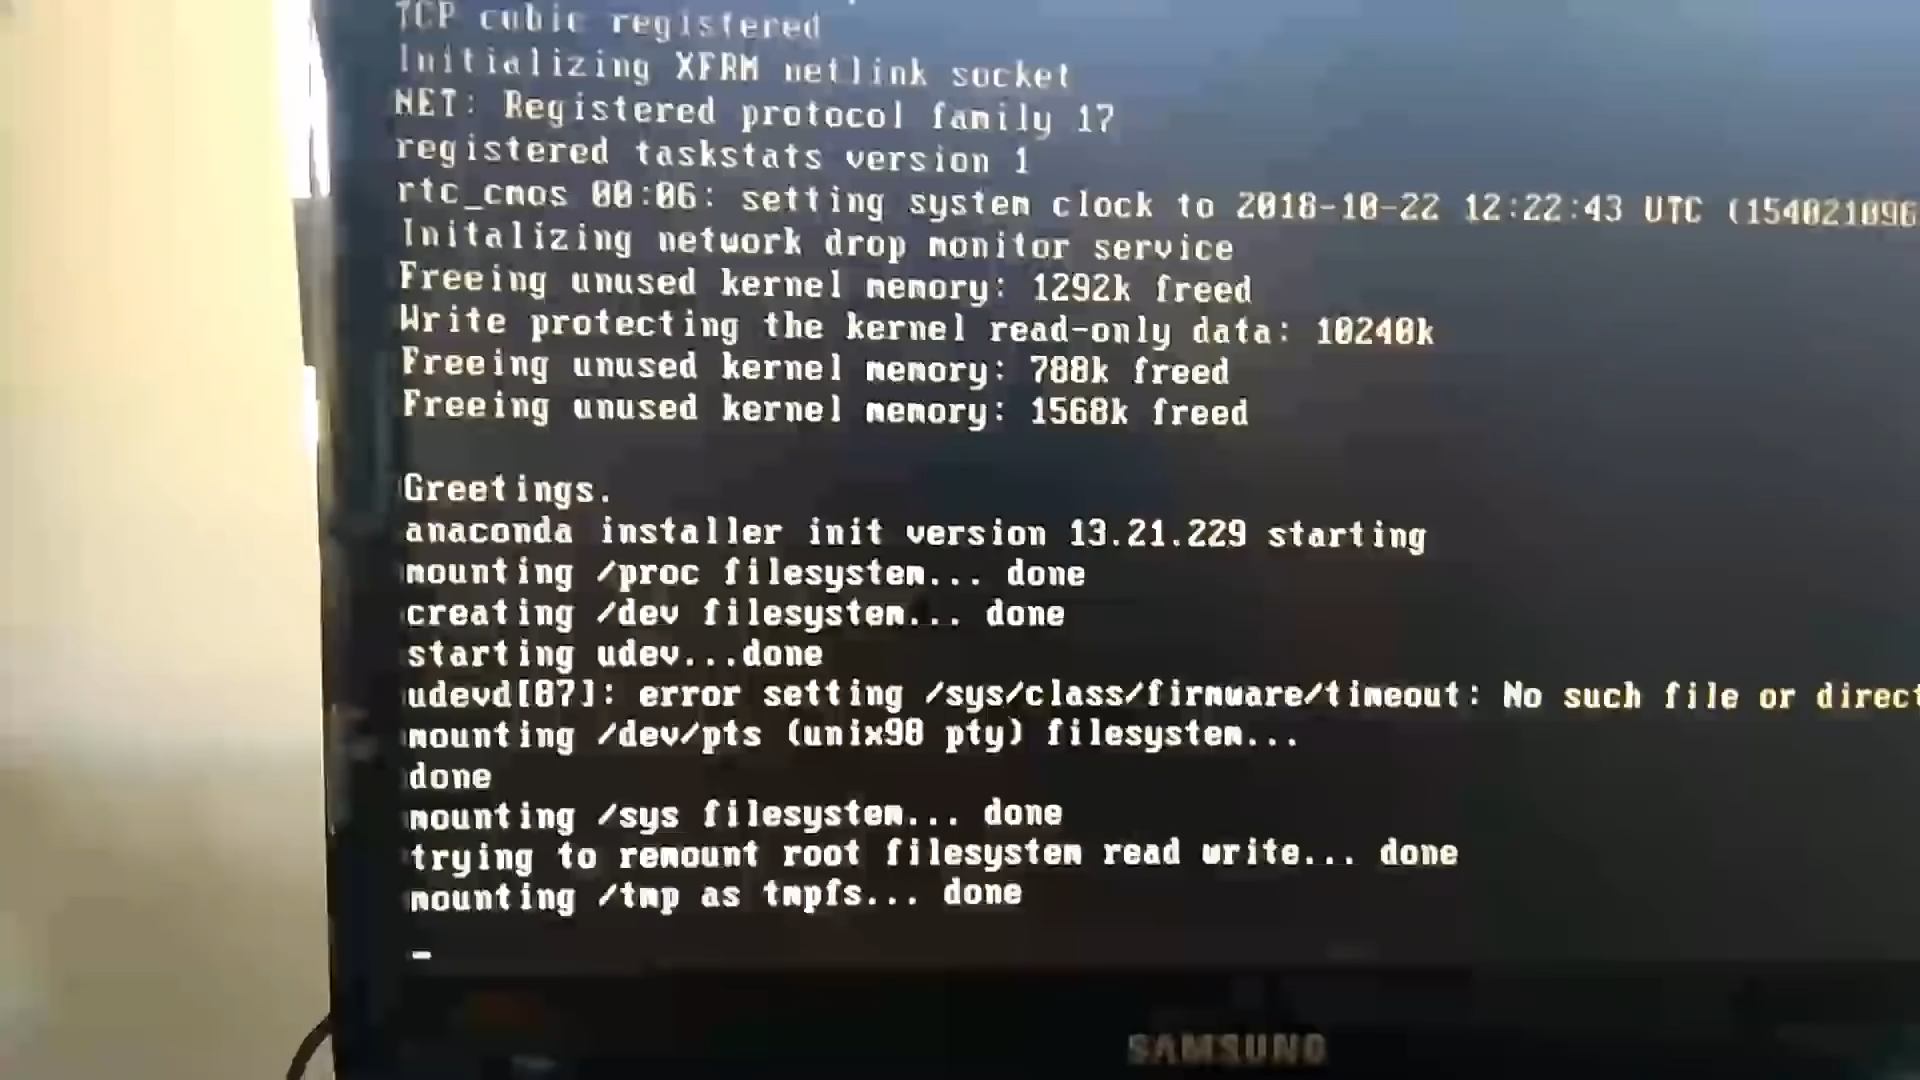 TCP cubic registered
Initializing XFRM netlink socket
NET: Registered protocol family 17
registered taskstats version 1
rtc_cmos 00:06: setting system clock to 2018-10-22 12:22:43 UTC (154021096
Initalizing network drop monitor service
Freeing unused kernel memory: 1292k freed
Write protecting the kernel read-only data: 10240k
Freeing unused kernel memory: 788k freed
Freeing unused kernel memory: 1568k freed
Greetings.
anaconda installer init version 13.21.229 starting
mounting /proc filesystem... done
creating /dev filesystem... done
starting udev...done
udevd[87]: error setting /sys/class/firmware/timeout: No such file or direct
mounting /dev/pts (unix98 pty) filesystem...
done
mounting /sys filesystem... done
trying to remount root filesystem read write... done
mounting /tmp as tmpfs... done
SAMSUNG